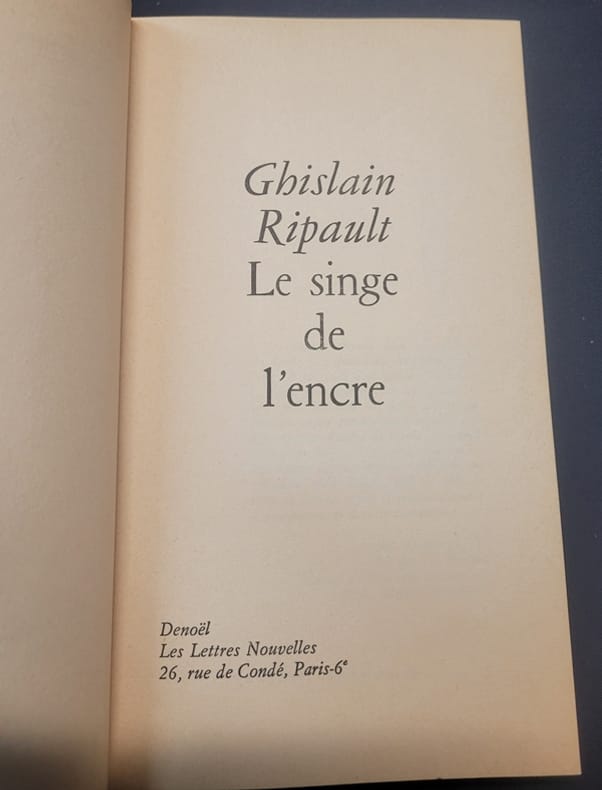 Ghislain
Ripault
Le singe
de
l'encre
Denoël
Les Lettres Nouvelles
26, rue de Condé, Paris-6ᵉ